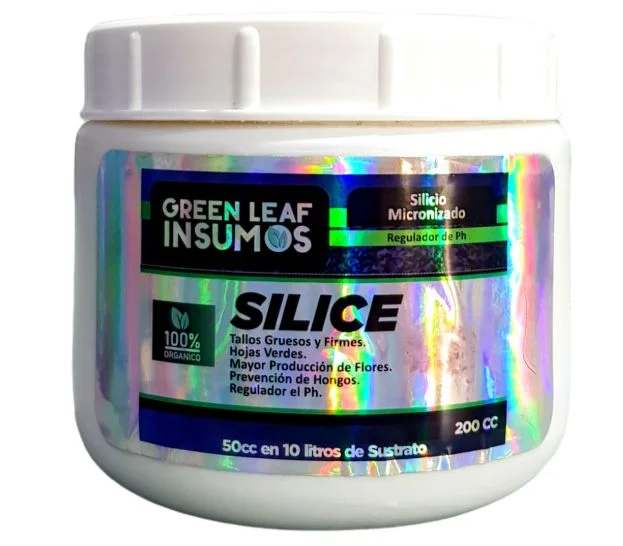 GREEN LEAF
INSUMOS
Silicio
Micronizado
Regulador de Ph
SILICE
100%
ORGANICO
Tallos Gruesos y Firmes.
Hojas Verdes.
Mayor Producción de Flores.
Prevención de Hongos.
Regulador el Ph.
200 CC
50cc en 10 litros de Sustrato